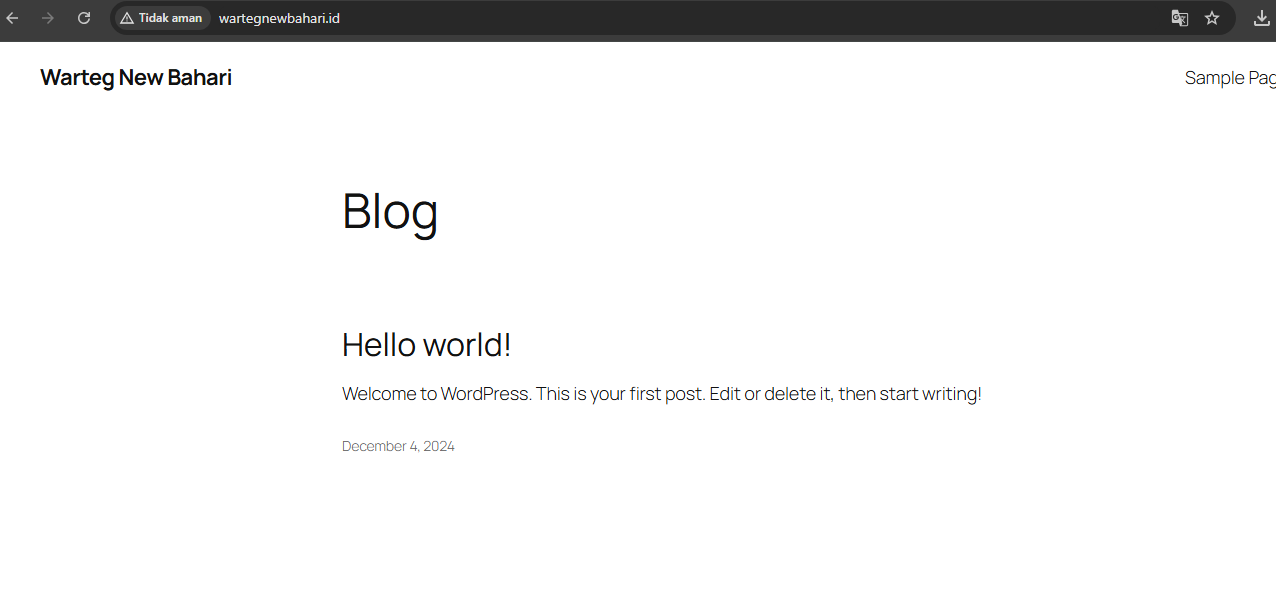 Tidak aman
wartegnewbahari.id
Warteg New Bahari
Sample Pag
Blog
Hello world!
Welcome to WordPress. This is your first post. Edit or delete it, then start writing!
December 4, 2024